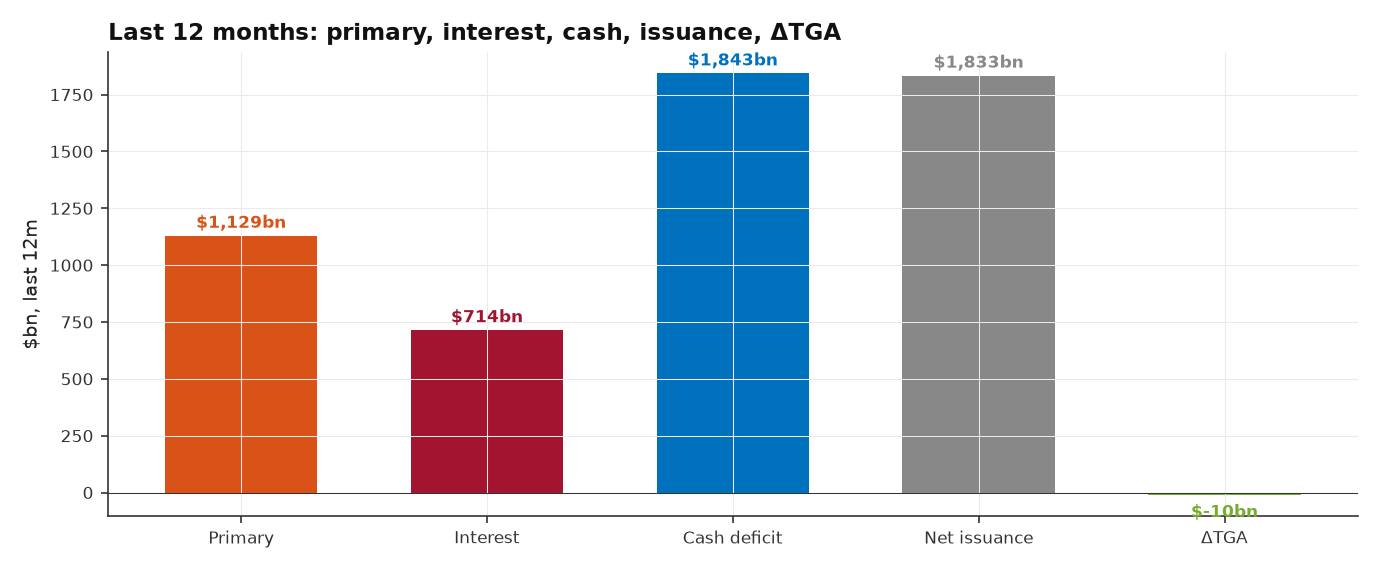 Last 12 months: primary, interest, cash, issuance, ΔTGA
$bn, last 12m
1750
1500
1250
1000
750
500
250
0
$1,129bn
$714bn
$1,843bn
$1,833bn
$-10bn
Primary
Interest
Cash deficit
Net issuance
ΔTGA